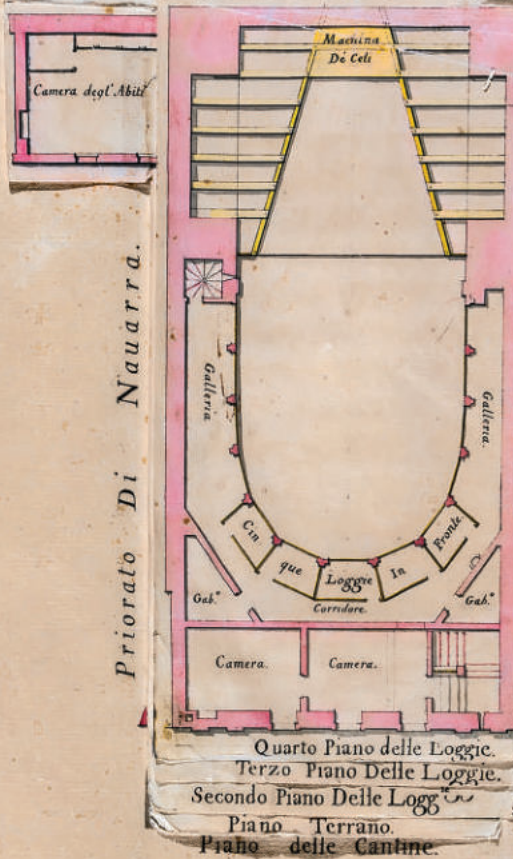 Machina
De Celi
Camera degl' Abiti
Priorato Di Nauarra.
Galleria
Galleria.
Cin.
que
Loggie
In
Fronte
Gab.º
Corridore.
Gab.º
Camera.
Camera.
Quarto Piano delle Loggie.
Terzo Piano Delle Loggie.
Secondo Piano Delle Logg
Piano Terrano.
Piano delle Cantine.